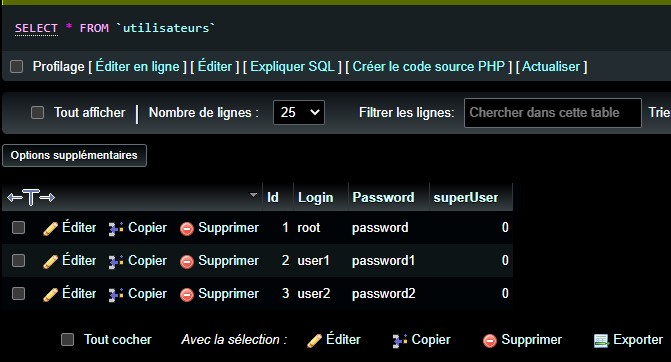 SELECT * FROM `utilisateurs`
Profilage [ Éditer en ligne ] [ Éditer ] [ Expliquer SQL ] [ Créer le code source PHP ] [ Actualiser ]
Tout afficher Nombre de lignes : 25 Filtrer les lignes: Chercher dans cette table Trie
Options supplémentaires
Id Login Password superUser
Éditer Copier Supprimer 1 root password 0
Éditer Copier Supprimer 2 user1 password1 0
Éditer Copier Supprimer 3 user2 password2 0
Tout cocher Avec la sélection : Éditer Copier Supprimer Exporter